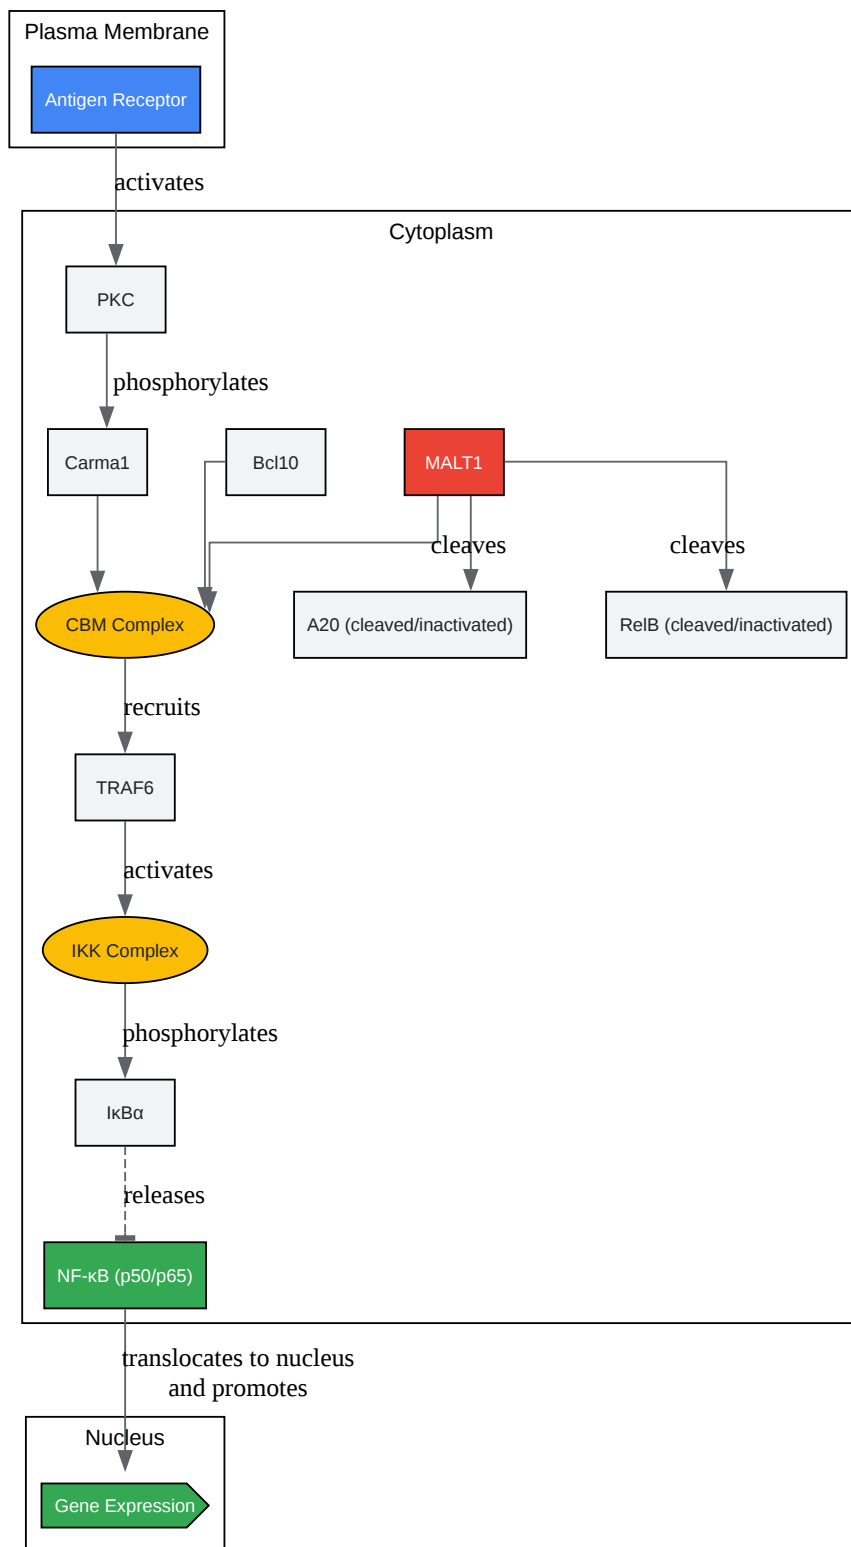 Plasma Membrane
Antigen Receptor
activates
Cytoplasm
PKC
phosphorylates
Carma1
Bcl10
MALT1
cleaves
cleaves
CBM Complex
A20 (cleaved/inactivated)
RelB (cleaved/inactivated)
recruits
TRAF6
activates
IKK Complex
phosphorylates
IκBα
releases
NF-κB (p50/p65)
translocates to nucleus
and promotes
Nucleus
Gene Expression